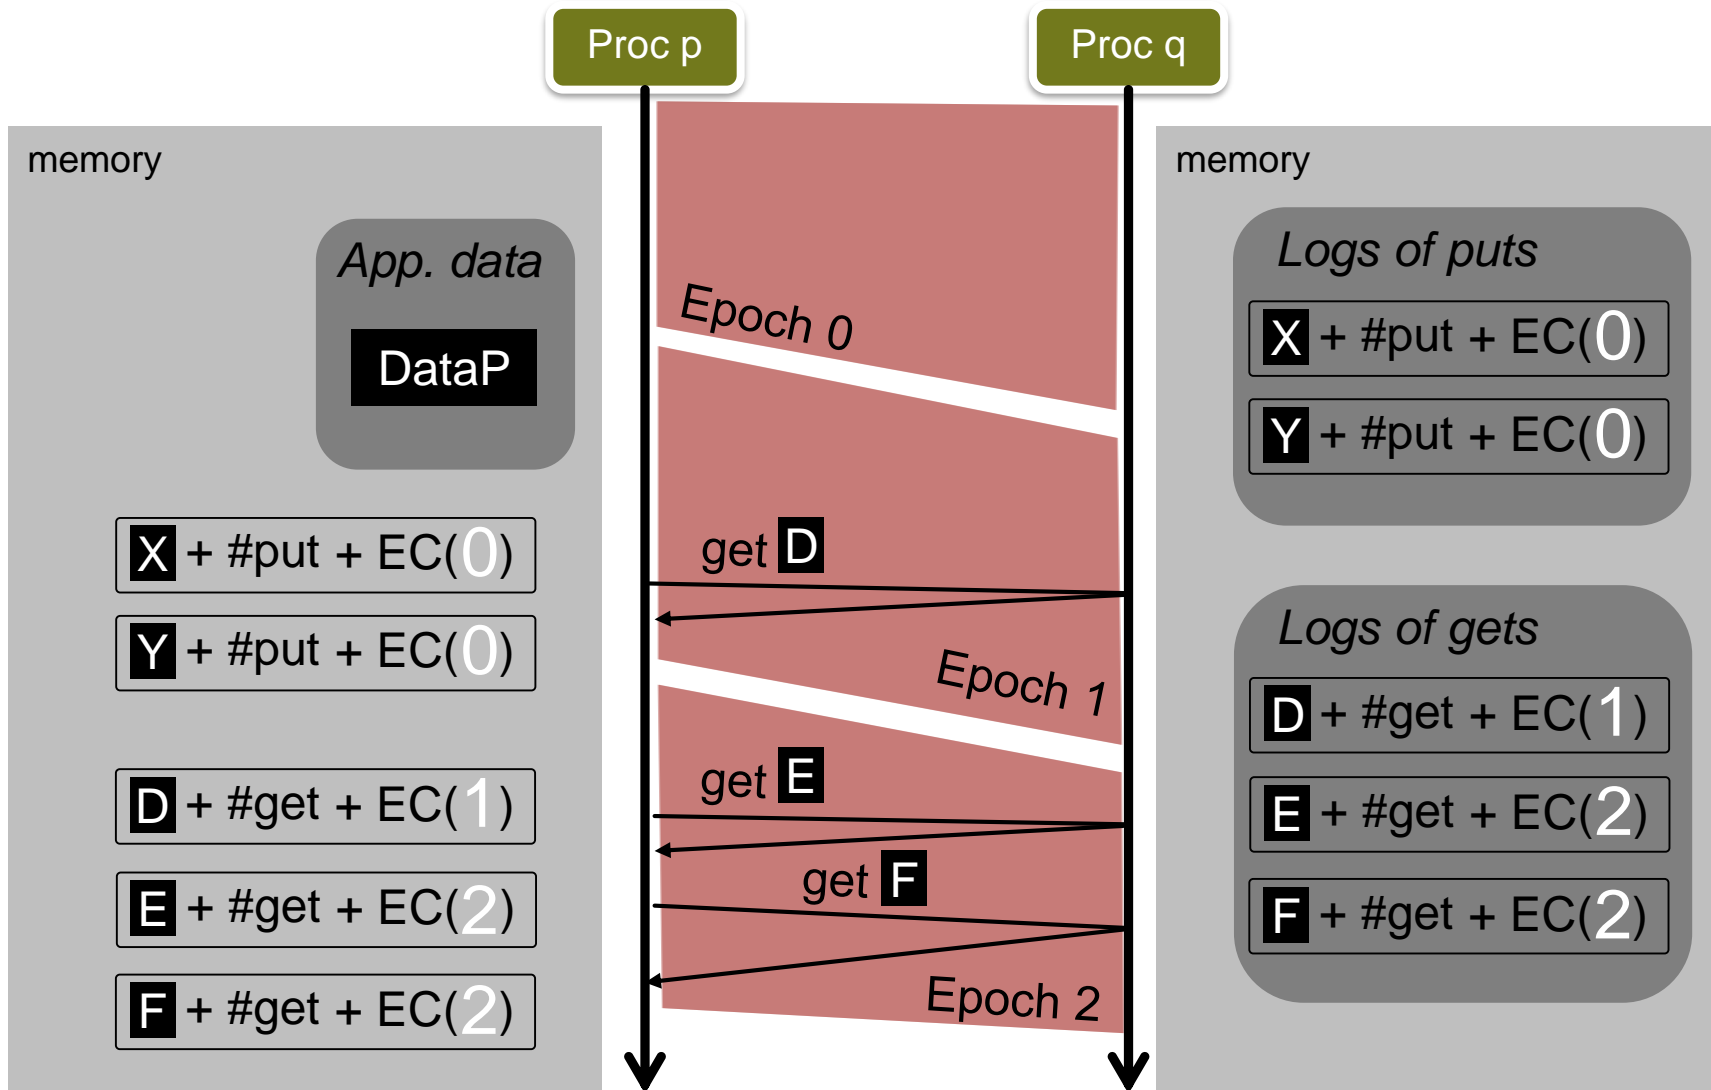 Proc p
Proc q
memory
App. data
DataP
X + #put + EC(0)
Y + #put + EC(0)
D + #get + EC(1)
E + #get + EC(2)
F + #get + EC(2)
Epoch 0
get D
Epoch 1
get E
get F
Epoch 2
memory
Logs of puts
X + #put + EC(0)
Y + #put + EC(0)
Logs of gets
D + #get + EC(1)
E + #get + EC(2)
F + #get + EC(2)